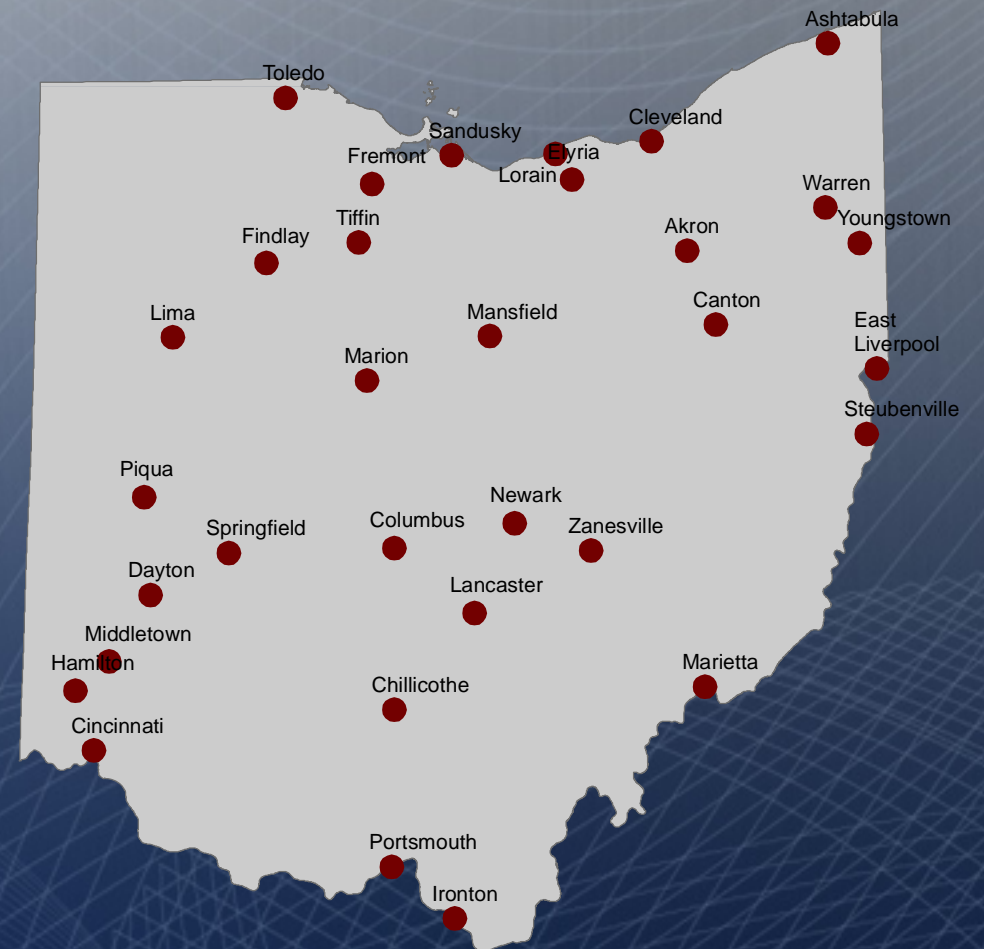 Ashtabula
Toledo
Cleveland
Sandusky
Elyria
Fremont
Lorain
Warren
Tiffin
Youngstown
Akron
Findlay
Canton
Lima
Mansfield
East
Liverpool
Marion
Steubenville
Piqua
Newark
Columbus
Zanesville
Springfield
Dayton
Lancaster
Middletown
Hamilton
Marietta
Chillicothe
Cincinnati
Portsmouth
Ironton